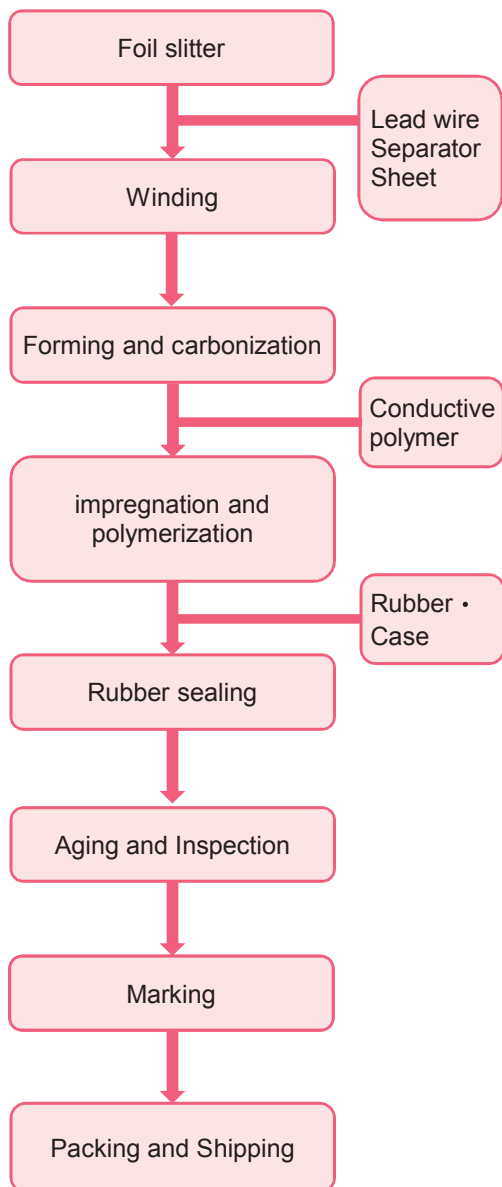 Foil slitter
Lead wire
Separator
Sheet
Winding
Forming and carbonization
Conductive
polymer
impregnation and
polymerization
Rubber・
Case
Rubber sealing
Aging and Inspection
Marking
Packing and Shipping